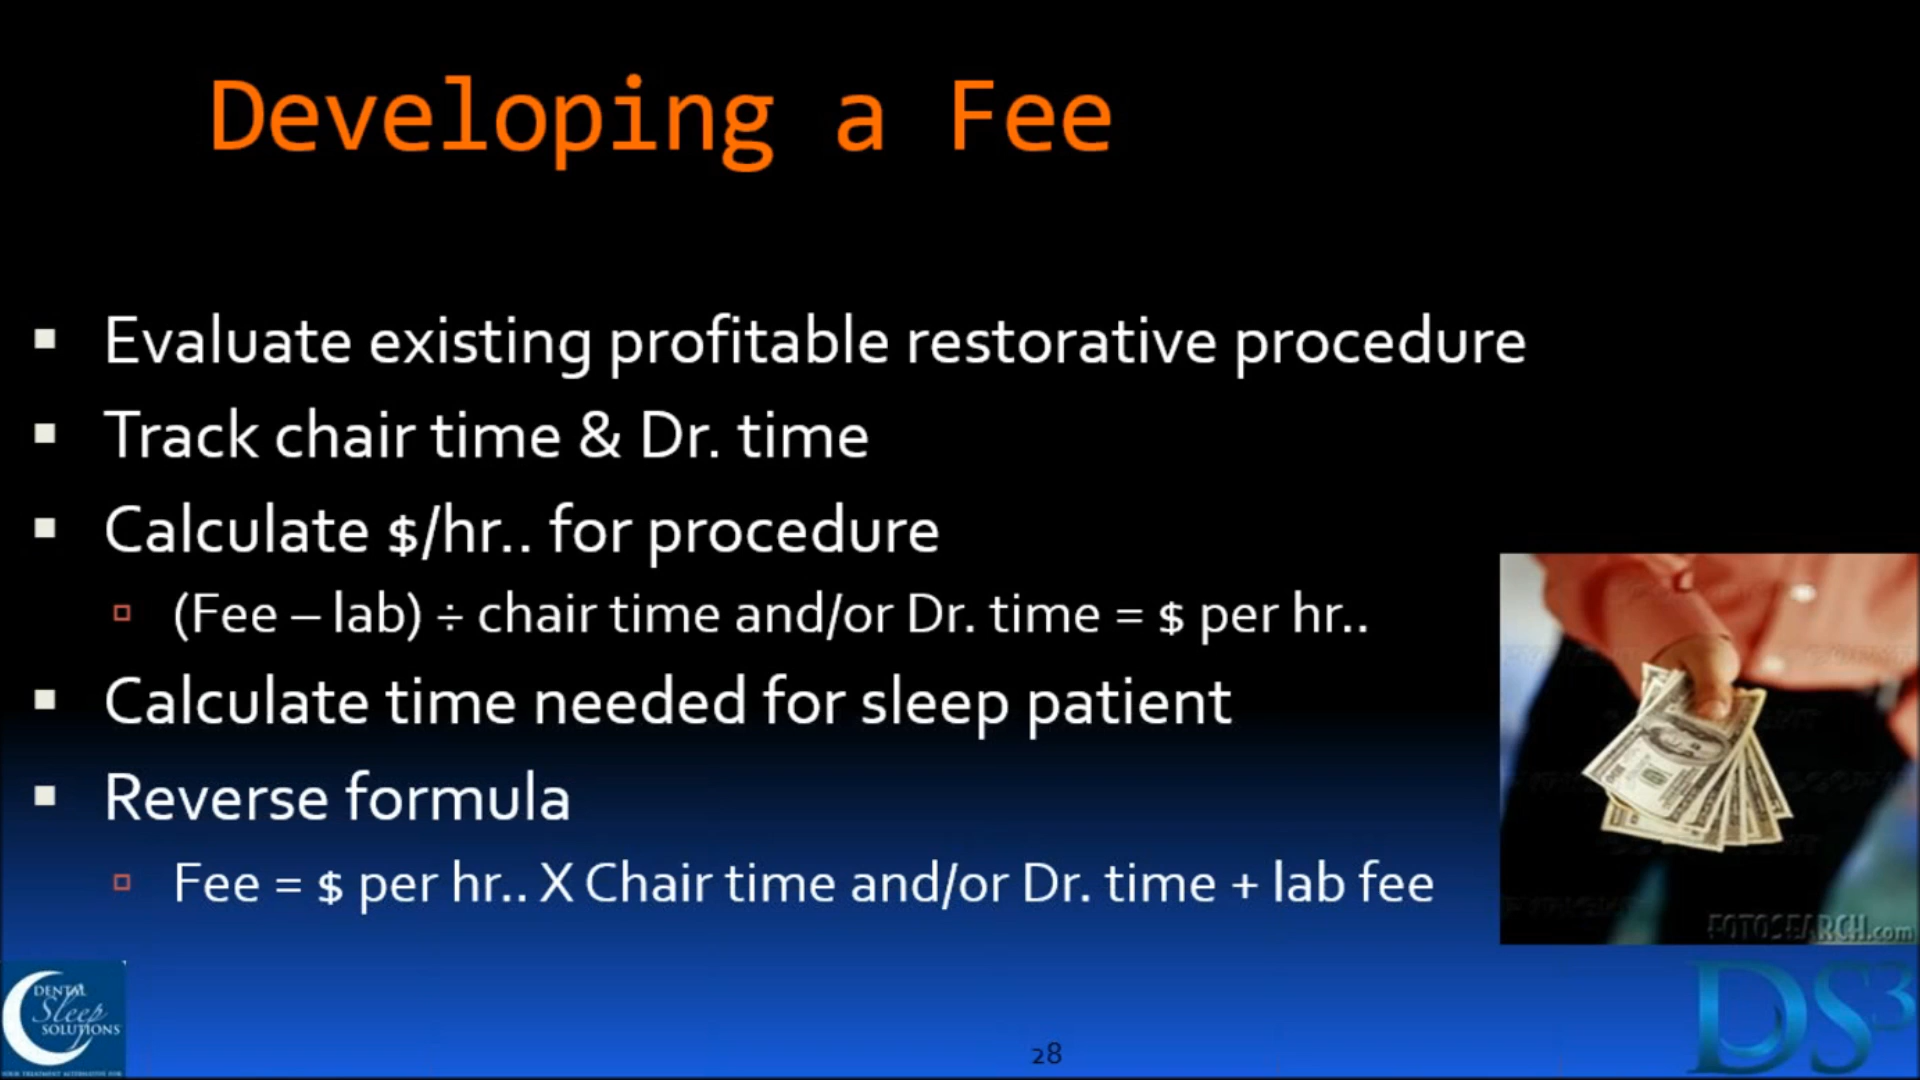 Developing a Fee
Evaluate existing profitable restorative procedure
Track chair time & Dr. time
Calculate $/hr.. for procedure
(Fee – lab) ÷ chair time and/or Dr. time = $ per hr..
Calculate time needed for sleep patient
Reverse formula
Fee = $ per hr.. X Chair time and/or Dr. time + lab fee
FOTOSEARCH.com
DENTAL
Sleep
SOLUTIONS
DS3
28